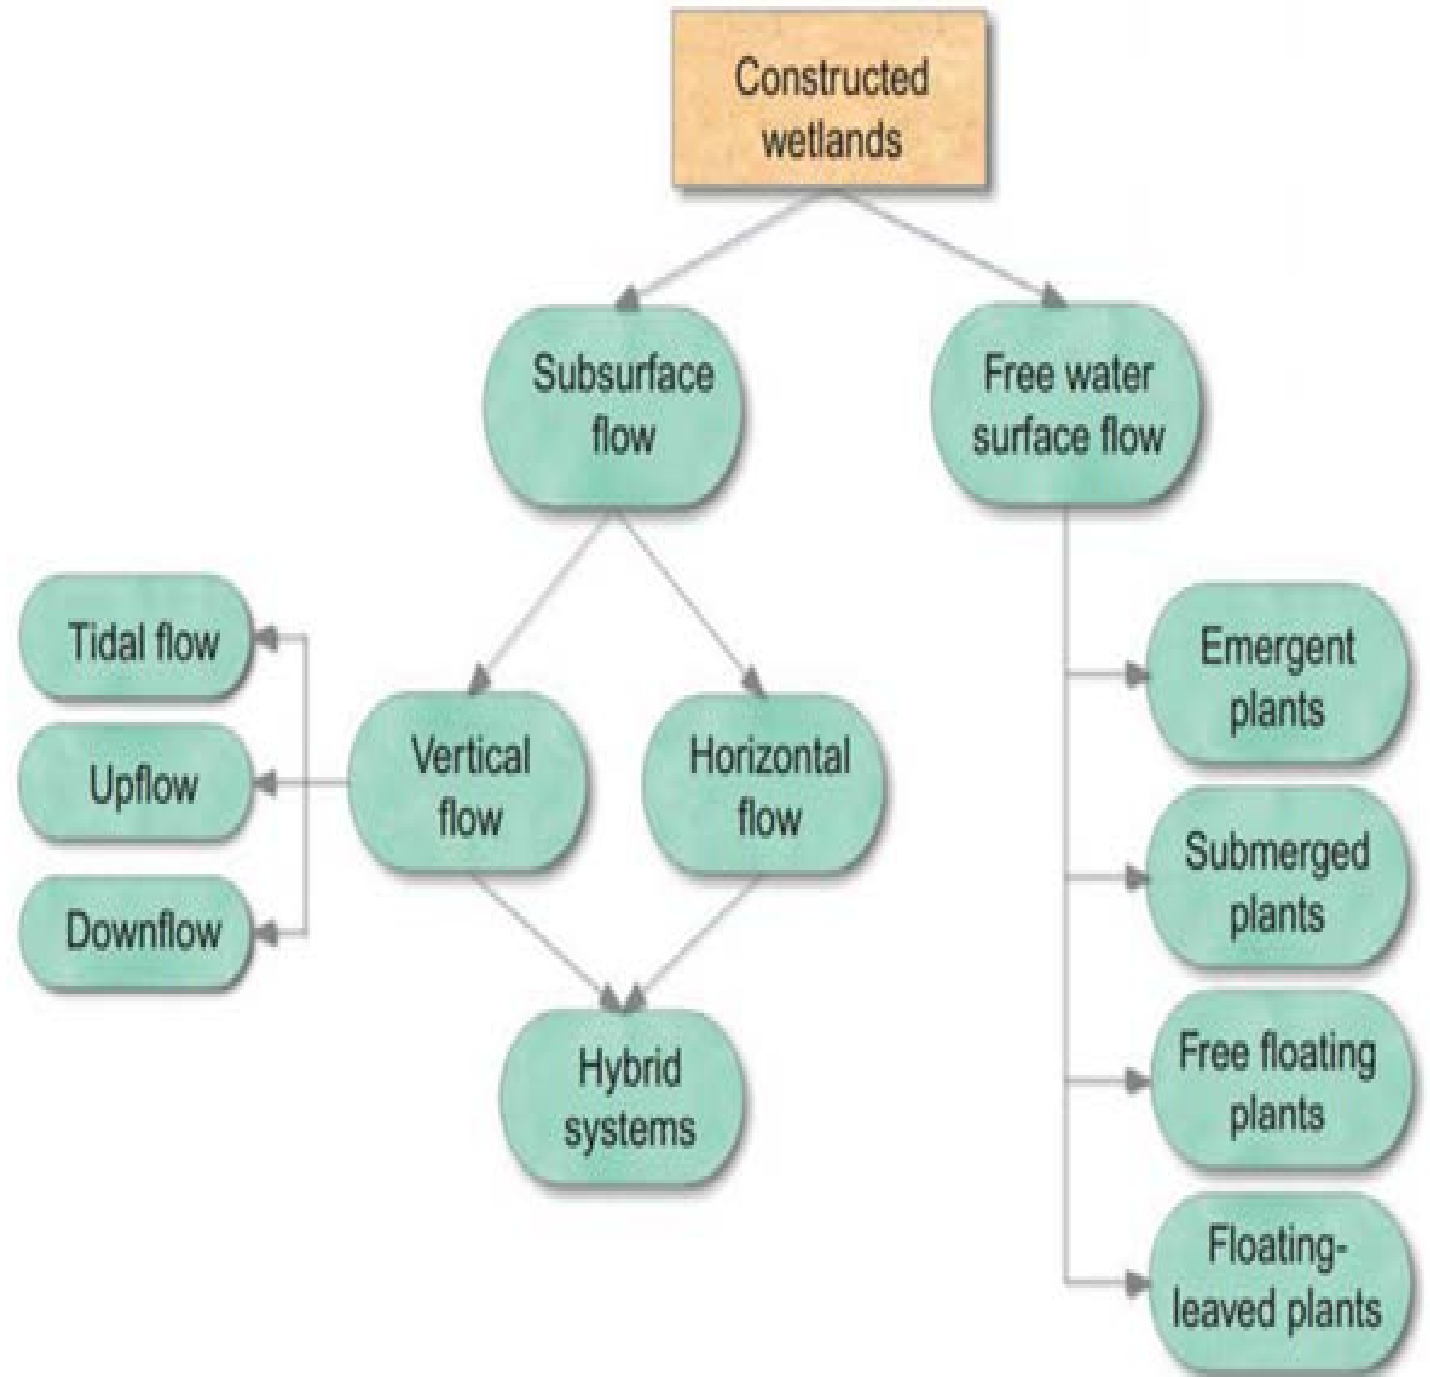 Constructed
wetlands
Subsurface
flow
Free water
surface flow
Tidal flow
Upflow
Downflow
Vertical
flow
Horizontal
flow
Hybrid
systems
Emergent
plants
Submerged
plants
Free floating
plants
Floating-
leaved plants